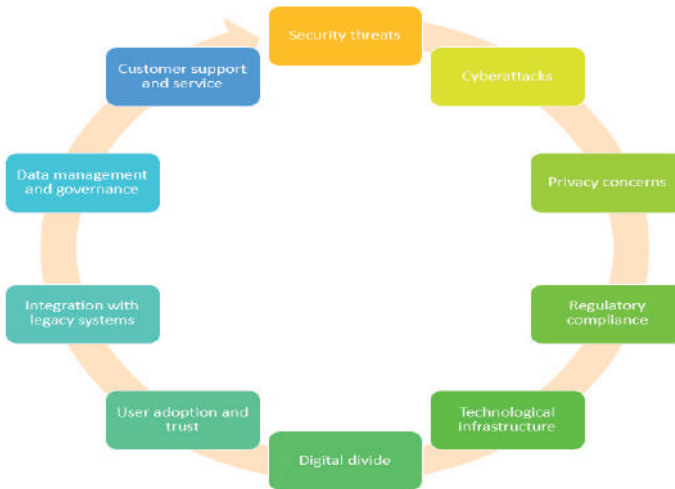 Security threats
Cyberattacks
Privacy concerns
Regulatory
compliance
Technological
infrastructure
Digital divide
User adoption and
trust
Integration with
legacy systems
Data management
and governance
Customer support
and service